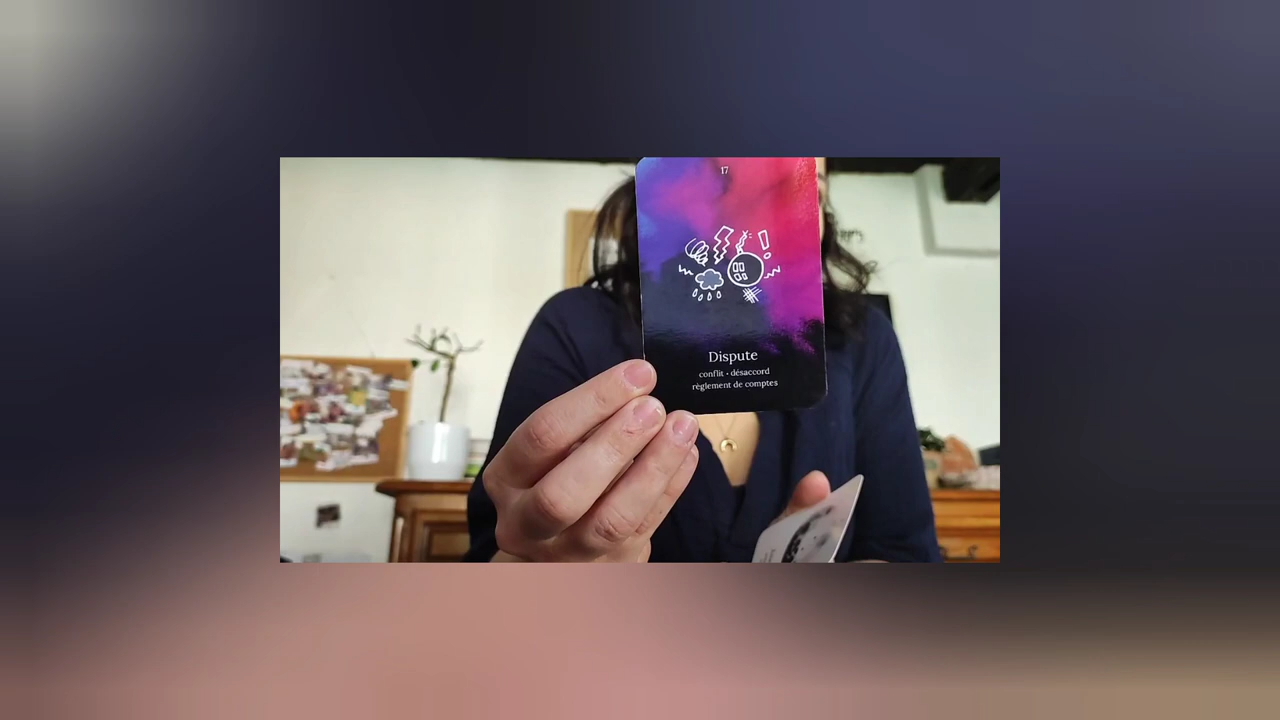 17
Dispute
conflit • désaccord
règlement de comptes